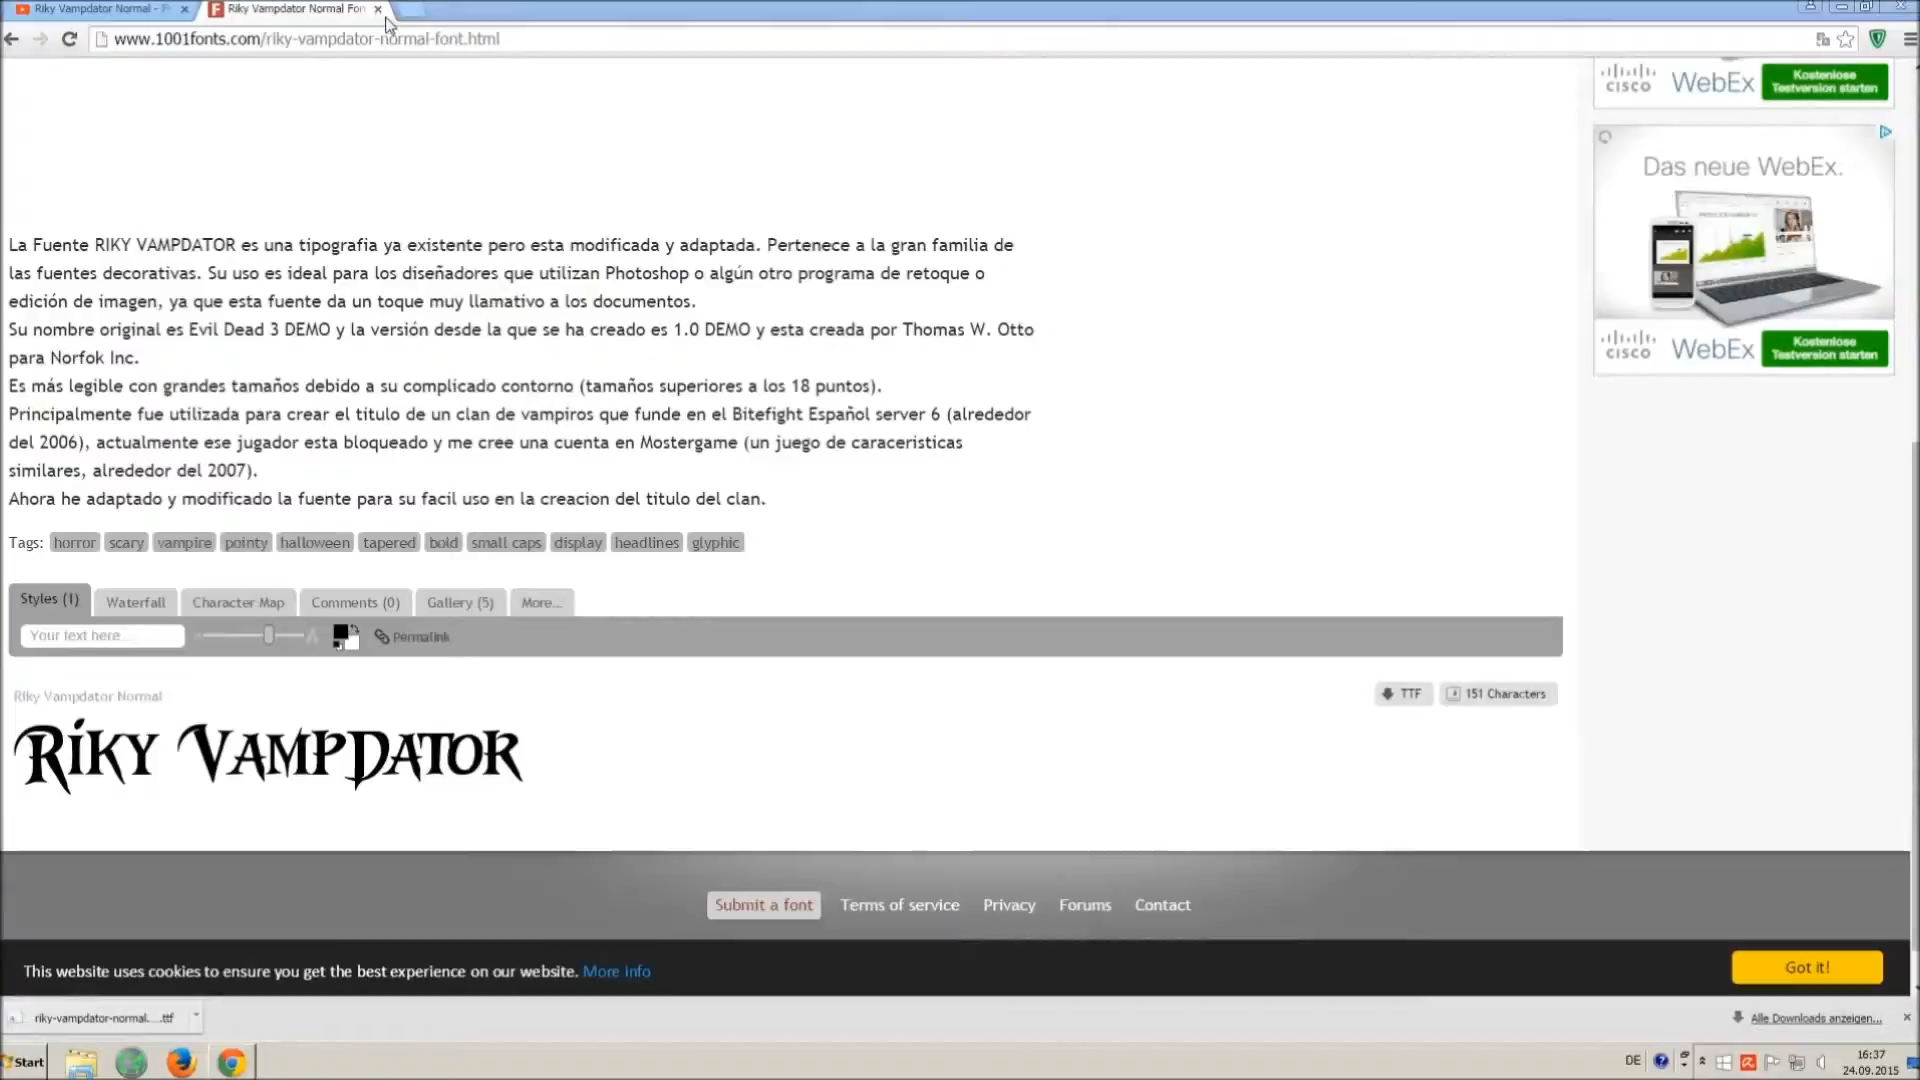 Riky Vampdator Normal -
Riky Vampdator Normal Fon
www.1001fonts.com/riky-vampdator-normal-font.html
CISCO WebEx Kostenlose
Testversion starten
Das neue WebEx.
CISCO WebEx Kostenlose
Testversion starten
La Fuente RIKY VAMPDATOR es una tipografia ya existente pero esta modificada y adaptada. Pertenece a la gran familia de
las fuentes decorativas. Su uso es ideal para los diseñadores que utilizan Photoshop o algún otro programa de retoque o
edición de imagen, ya que esta fuente da un toque muy llamativo a los documentos.
Su nombre original es Evil Dead 3 DEMO y la versión desde la que se ha creado es 1.0 DEMO y esta creada por Thomas W. Otto
para Norfok Inc.
Es más legible con grandes tamaños debido a su complicado contorno (tamaños superiores a los 18 puntos).
Principalmente fue utilizada para crear el titulo de un clan de vampiros que funde en el Bitefight Español server 6 (alrededor
del 2006), actualmente ese jugador esta bloqueado y me cree una cuenta en Mostergame (un juego de caraceristicas
similares, alrededor del 2007).
Ahora he adaptado y modificado la fuente para su facil uso en la creacion del titulo del clan.
Tags: horror scary vampire pointy halloween tapered bold small caps display headlines glyphic
Styles (1) Waterfall Character Map Comments (0) Gallery (5) More...
Your text here... Permalink
Riky Vampdator Normal TTF 151 Characters
Riky Vampdator
Submit a font Terms of service Privacy Forums Contact
This website uses cookies to ensure you get the best experience on our website. More info Got it!
riky-vampdator-normal....ttf Alle Downloads anzeigen...
Start DE 16:37
24.09.2015